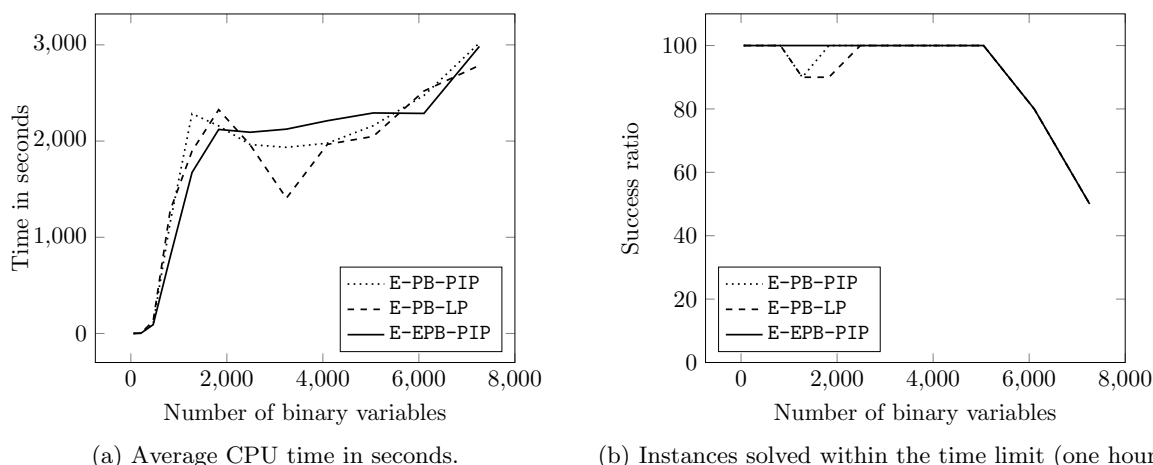 3,000
2,000
1,000
0
Time in seconds
E-PB-PIP
E-PB-LP
E-EPB-PIP
0 2,000 4,000 6,000 8,000
Number of binary variables
(a) Average CPU time in seconds.
100
80
60
40
20
0
Success ratio
E-PB-PIP
E-PB-LP
E-EPB-PIP
0 2,000 4,000 6,000 8,000
Number of binary variables
(b) Instances solved within the time limit (one hour